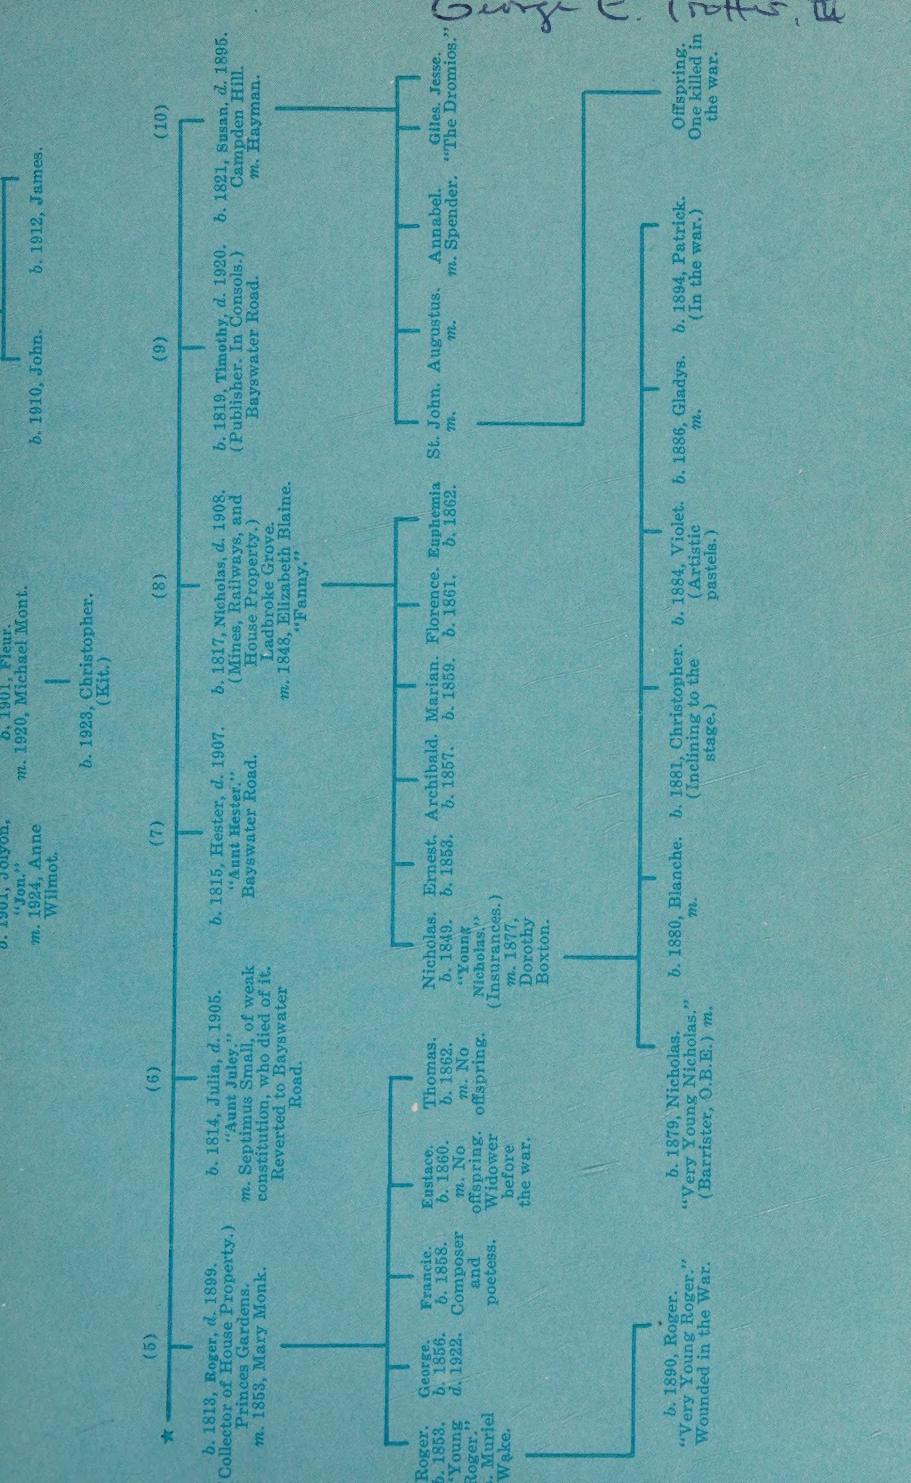 George E. Trotter, III
b. 1901, Jolyon,
"Jon."
m. 1924, Anne
Wilmot.
b. 1901, Fleur.
m. 1920, Michael Mont.
b. 1923, Christopher.
(Kit.)
b. 1910, John.
b. 1912, James.
(5)
(6)
(7)
(8)
(9)
(10)
b. 1813, Roger, d. 1899.
Collector of House Property.)
Princes Gardens.
m. 1853, Mary Monk.
b. 1814, Julia, d. 1905.
"Aunt Juley."
m. Septimus Small, of weak
constitution, who died of it.
Reverted to Bayswater
Road.
b. 1815, Hester, d. 1907.
"Aunt Hester."
Bayswater Road.
b. 1817, Nicholas, d. 1908.
(Mines, Railways, and
House Property.)
Ladbroke Grove.
m. 1848, Elizabeth Blaine.
"Fanny."
b. 1819, Timothy, d. 1920.
(Publisher. In Consols.)
Bayswater Road.
b. 1821, Susan, d. 1895.
Campden Hill.
m. Hayman.
Roger.
b. 1853.
"Young
Roger."
. Muriel
Wake.
George.
b. 1856.
d. 1922.
Francie.
b. 1858.
Composer
and
poetess.
Eustace.
b. 1860.
m. No
offspring.
Widower
before
the war.
Thomas.
b. 1862.
m. No
offspring.
Nicholas.
b. 1849.
"Young
Nicholas."
(Insurances.)
m. 1877,
Dorothy
Boxton.
Ernest.
b. 1853.
Archibald.
b. 1857.
Marian.
b. 1859.
Florence.
b. 1861.
Euphemia
b. 1862.
St. John.
m.
Augustus.
m.
Annabel.
m. Spender.
Giles. Jesse.
"The Dromios."
b. 1890, Roger.
"Very Young Roger."
Wounded in the War.
b. 1879, Nicholas.
"Very Young Nicholas."
(Barrister, O.B.E.) m.
b. 1880, Blanche.
m.
b. 1881, Christopher.
(Inclining to the
stage.)
b. 1884, Violet.
(Artistic
pastels.)
b. 1886, Gladys.
m.
b. 1894, Patrick.
(In the war.)
Offspring.
One killed in
the war.